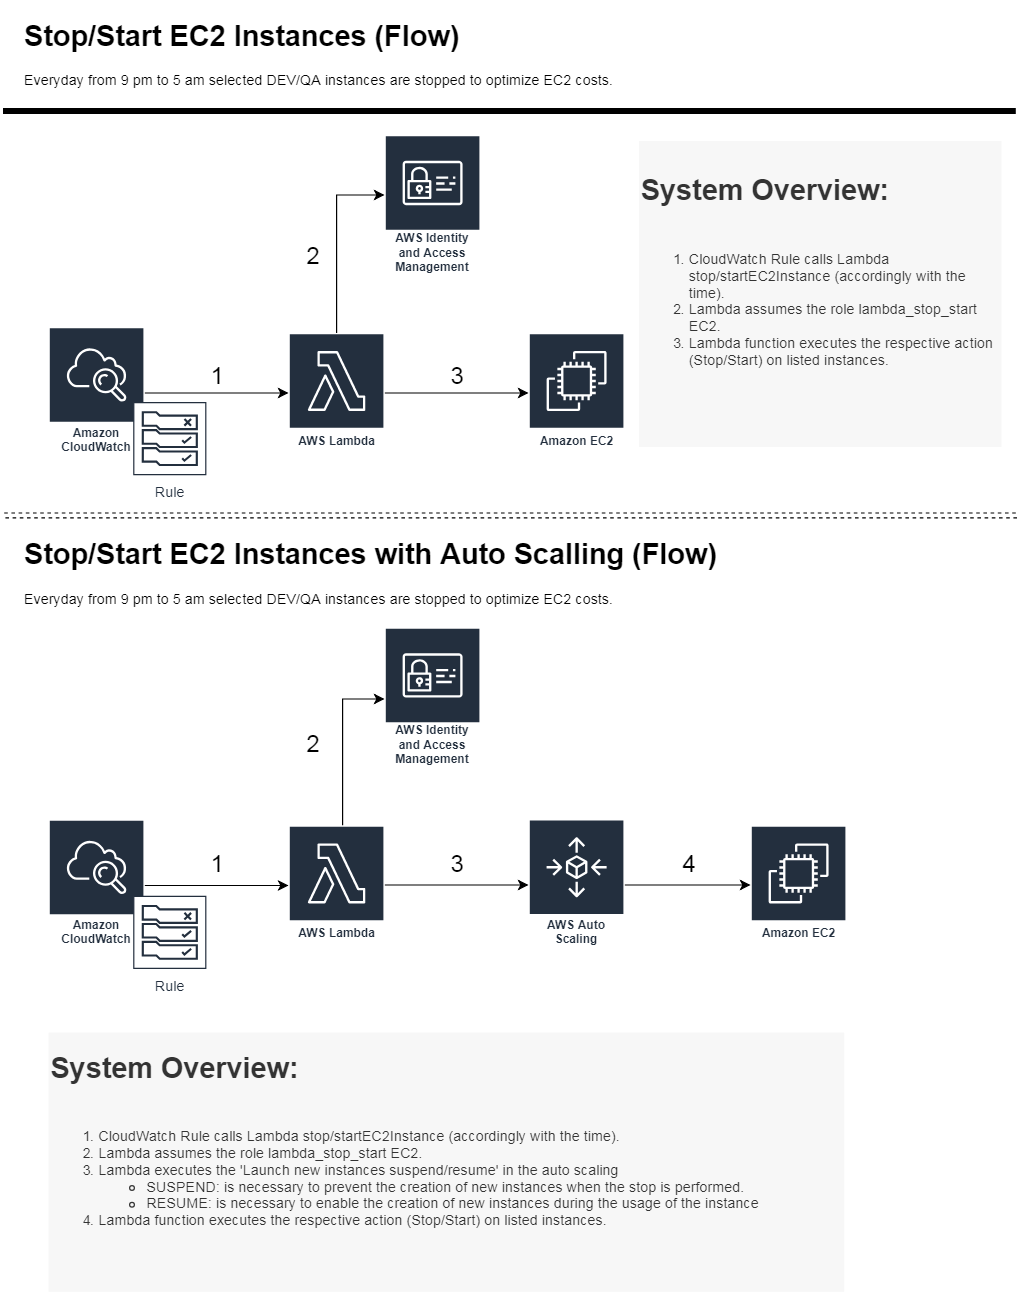 Stop/Start EC2 Instances (Flow)
Everyday from 9 pm to 5 am selected DEV/QA instances are stopped to optimize EC2 costs.
AWS Identity
and Access
Management
2
1
3
Amazon
CloudWatch
Rule
AWS Lambda
Amazon EC2
System Overview:
1. CloudWatch Rule calls Lambda
stop/startEC2Instance (accordingly with the
time).
2. Lambda assumes the role lambda_stop_start
EC2.
3. Lambda function executes the respective action
(Stop/Start) on listed instances.
Stop/Start EC2 Instances with Auto Scalling (Flow)
Everyday from 9 pm to 5 am selected DEV/QA instances are stopped to optimize EC2 costs.
AWS Identity
and Access
Management
2
1
3
4
Amazon
CloudWatch
Rule
AWS Lambda
AWS Auto
Scaling
Amazon EC2
System Overview:
1. CloudWatch Rule calls Lambda stop/startEC2Instance (accordingly with the time).
2. Lambda assumes the role lambda_stop_start EC2.
3. Lambda executes the 'Launch new instances suspend/resume' in the auto scaling
SUSPEND: is necessary to prevent the creation of new instances when the stop is performed.
RESUME: is necessary to enable the creation of new instances during the usage of the instance
4. Lambda function executes the respective action (Stop/Start) on listed instances.